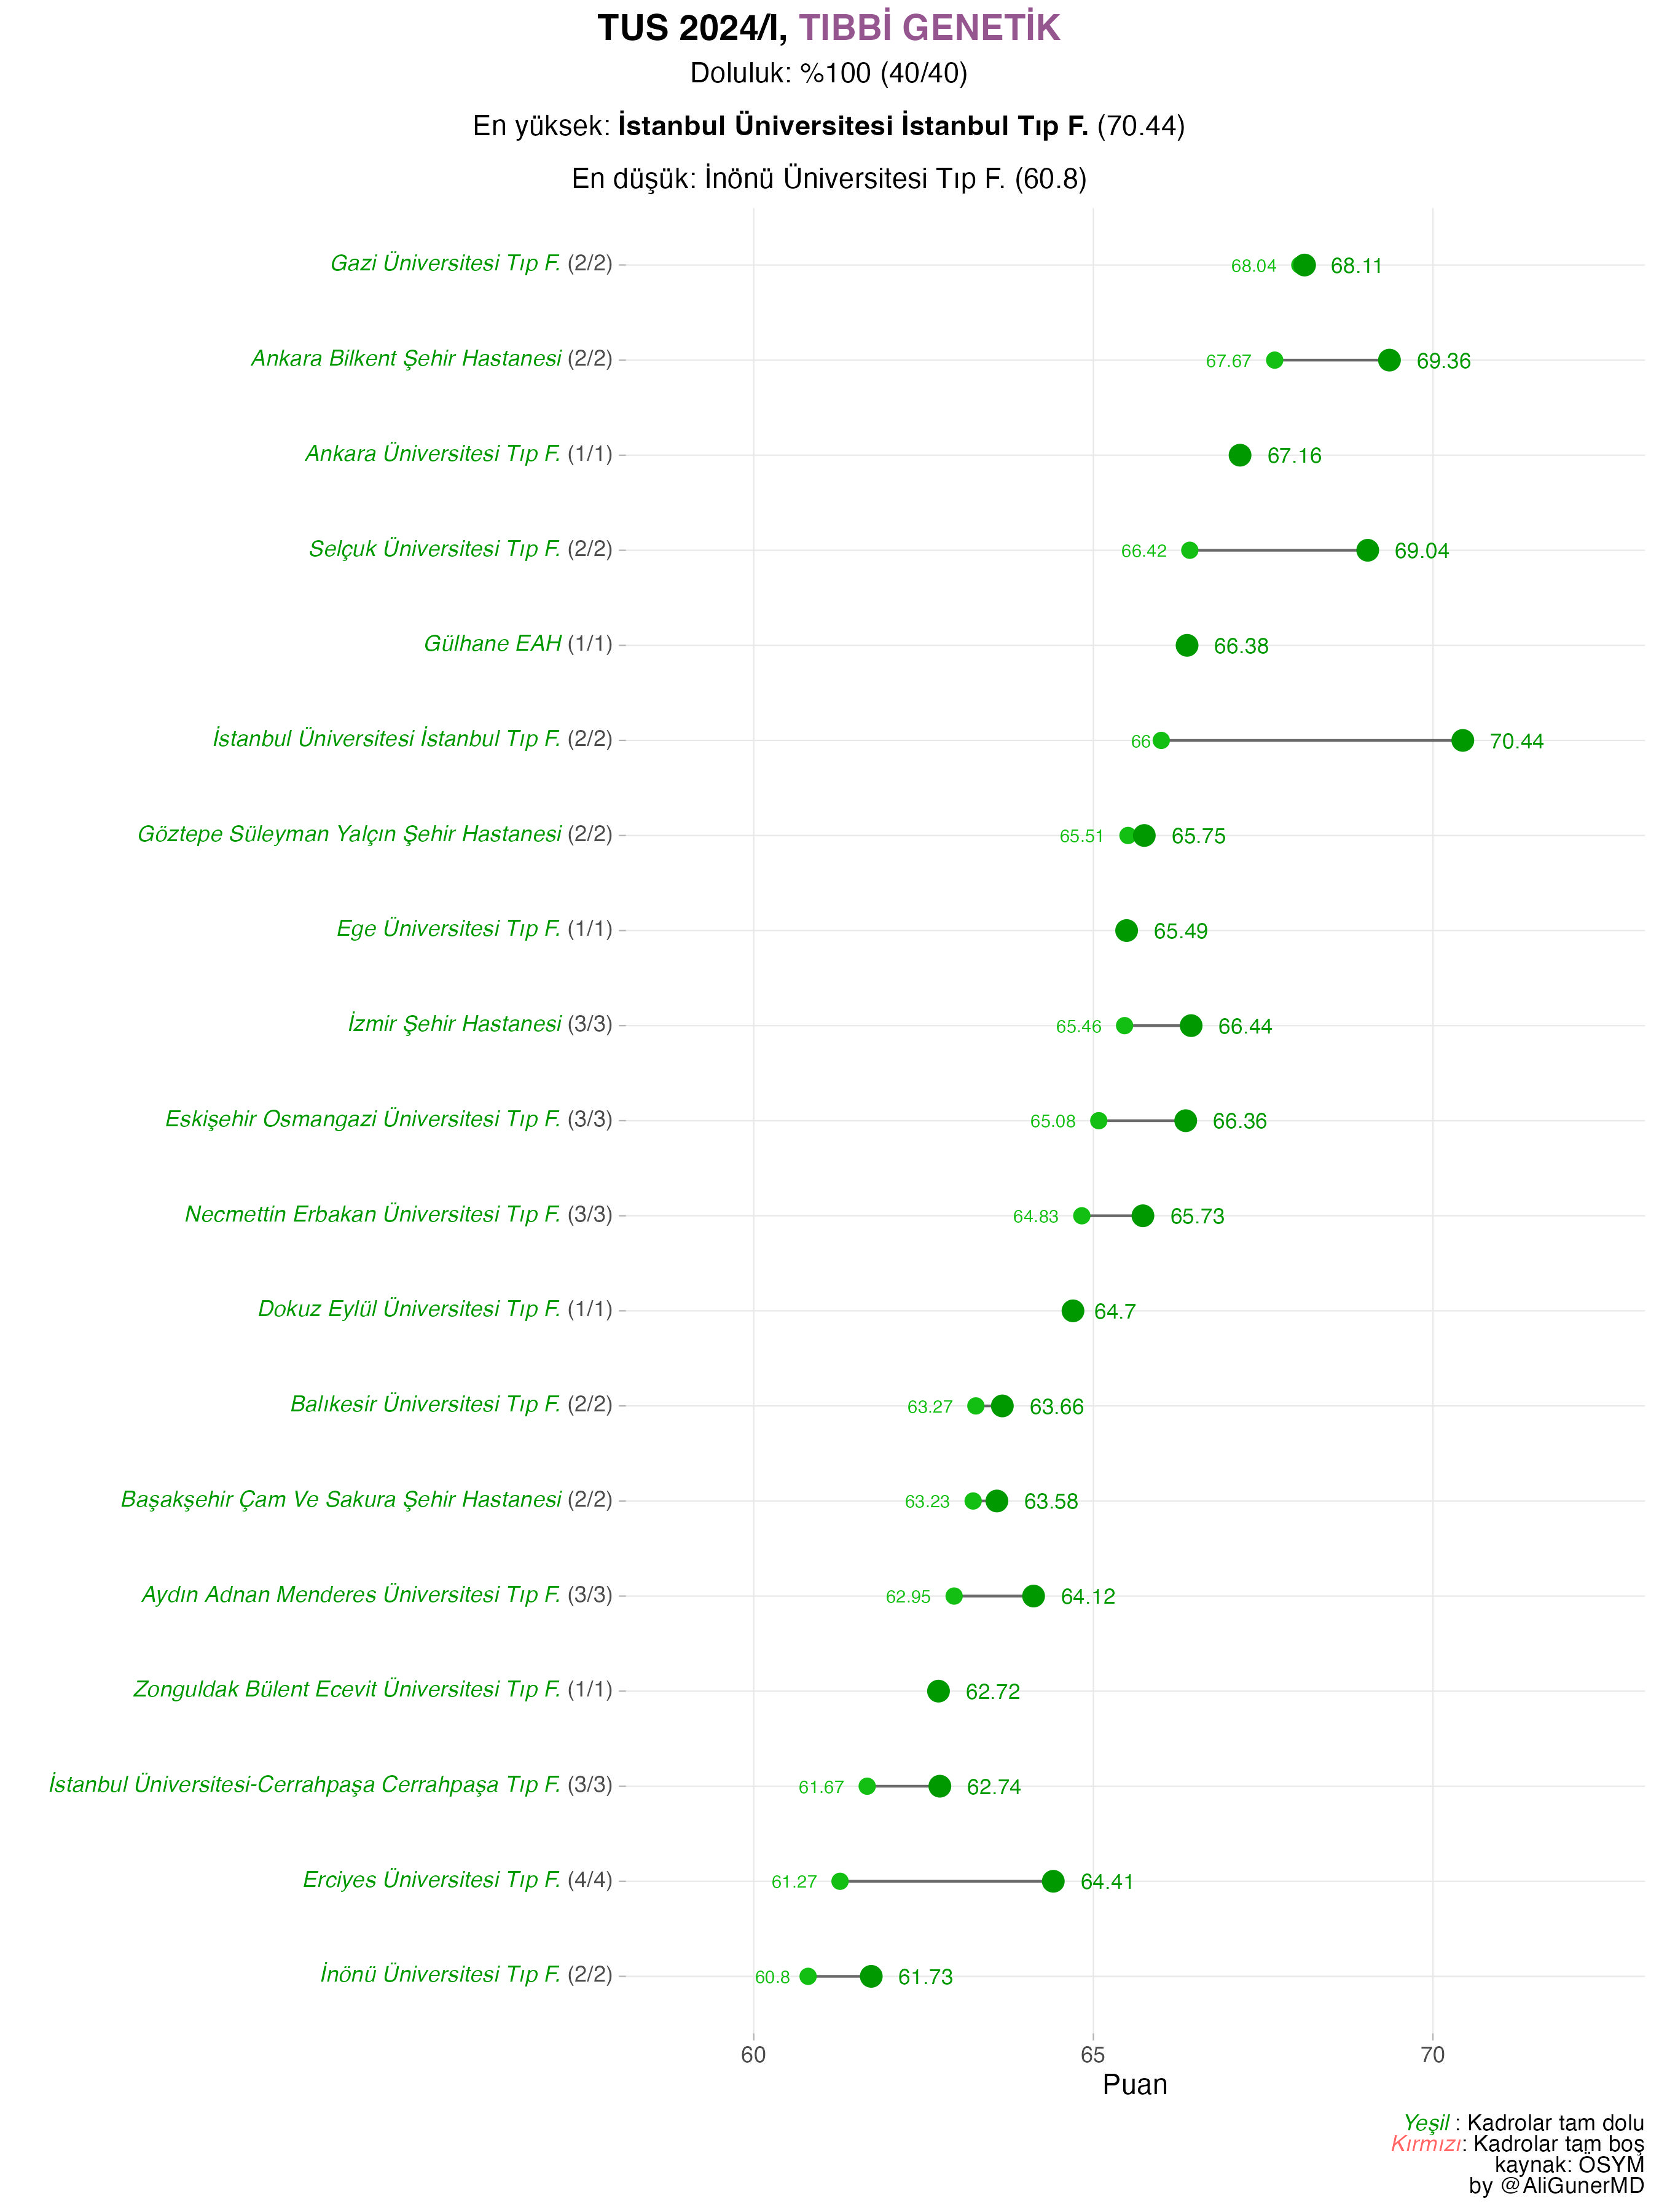 TUS 2024/I, TIBBİ GENETİK
Doluluk: %100 (40/40)
En yüksek: İstanbul Üniversitesi İstanbul Tıp F. (70.44)
En düşük: İnönü Üniversitesi Tıp F. (60.8)
Gazi Üniversitesi Tıp F. (2/2) 68.04 68.11
Ankara Bilkent Şehir Hastanesi (2/2) 67.67 69.36
Ankara Üniversitesi Tıp F. (1/1) 67.16
Selçuk Üniversitesi Tıp F. (2/2) 66.42 69.04
Gülhane EAH (1/1) 66.38
İstanbul Üniversitesi İstanbul Tıp F. (2/2) 66 70.44
Göztepe Süleyman Yalçın Şehir Hastanesi (2/2) 65.51 65.75
Ege Üniversitesi Tıp F. (1/1) 65.49
İzmir Şehir Hastanesi (3/3) 65.46 66.44
Eskişehir Osmangazi Üniversitesi Tıp F. (3/3) 65.08 66.36
Necmettin Erbakan Üniversitesi Tıp F. (3/3) 64.83 65.73
Dokuz Eylül Üniversitesi Tıp F. (1/1) 64.7
Balıkesir Üniversitesi Tıp F. (2/2) 63.27 63.66
Başakşehir Çam Ve Sakura Şehir Hastanesi (2/2) 63.23 63.58
Aydın Adnan Menderes Üniversitesi Tıp F. (3/3) 62.95 64.12
Zonguldak Bülent Ecevit Üniversitesi Tıp F. (1/1) 62.72
İstanbul Üniversitesi-Cerrahpaşa Cerrahpaşa Tıp F. (3/3) 61.67 62.74
Erciyes Üniversitesi Tıp F. (4/4) 61.27 64.41
İnönü Üniversitesi Tıp F. (2/2) 60.8 61.73
60 65 70
Puan
Yeşil : Kadrolar tam dolu
Kırmızı: Kadrolar tam boş
kaynak: ÖSYM
by @AliGunerMD